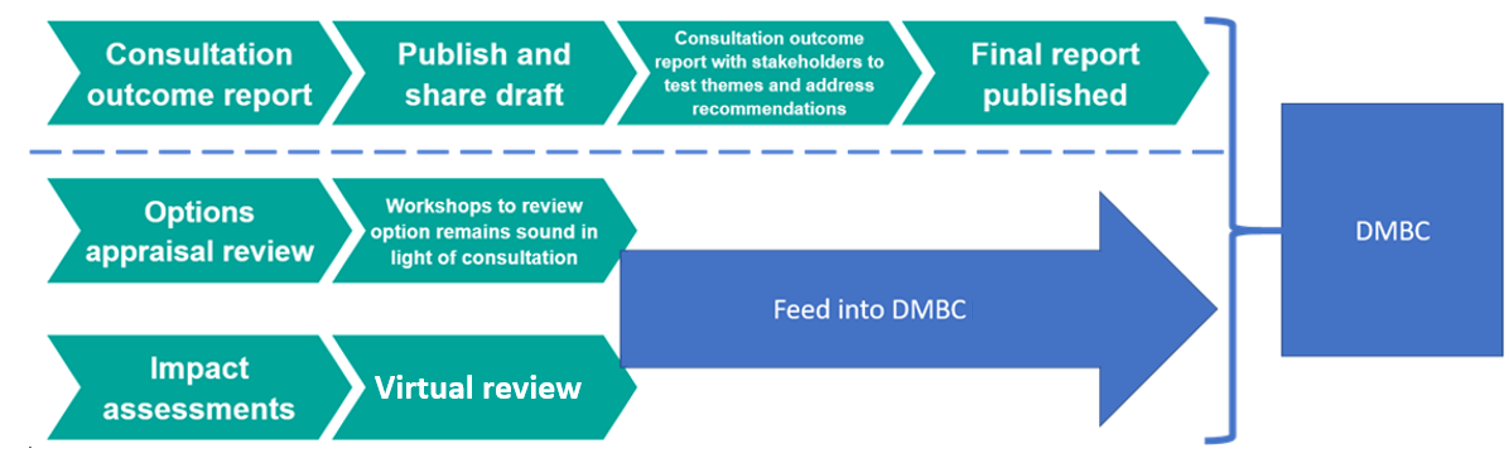 Consultation
outcome report
Publish and
share draft
Consultation outcome
report with stakeholders to
test themes and address
recommendations
Final report
published
Options
appraisal review
Workshops to review
option remains sound in
light of consultation
Impact
assessments
Virtual review
Feed into DMBC
DMBC